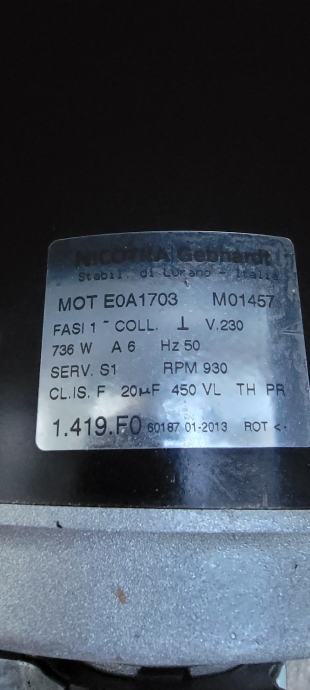 NICOTRA Gebhardt
Stabil. di Lurano - Italia
MOT E0A1703 M01457
FASI 1 ~ COLL. ⊥ V.230
736 W A 6 Hz 50
SERV. S1 RPM 930
CL.IS. F 20µF 450 VL TH PR
1.419.F0 60187 01-2013 ROT <-